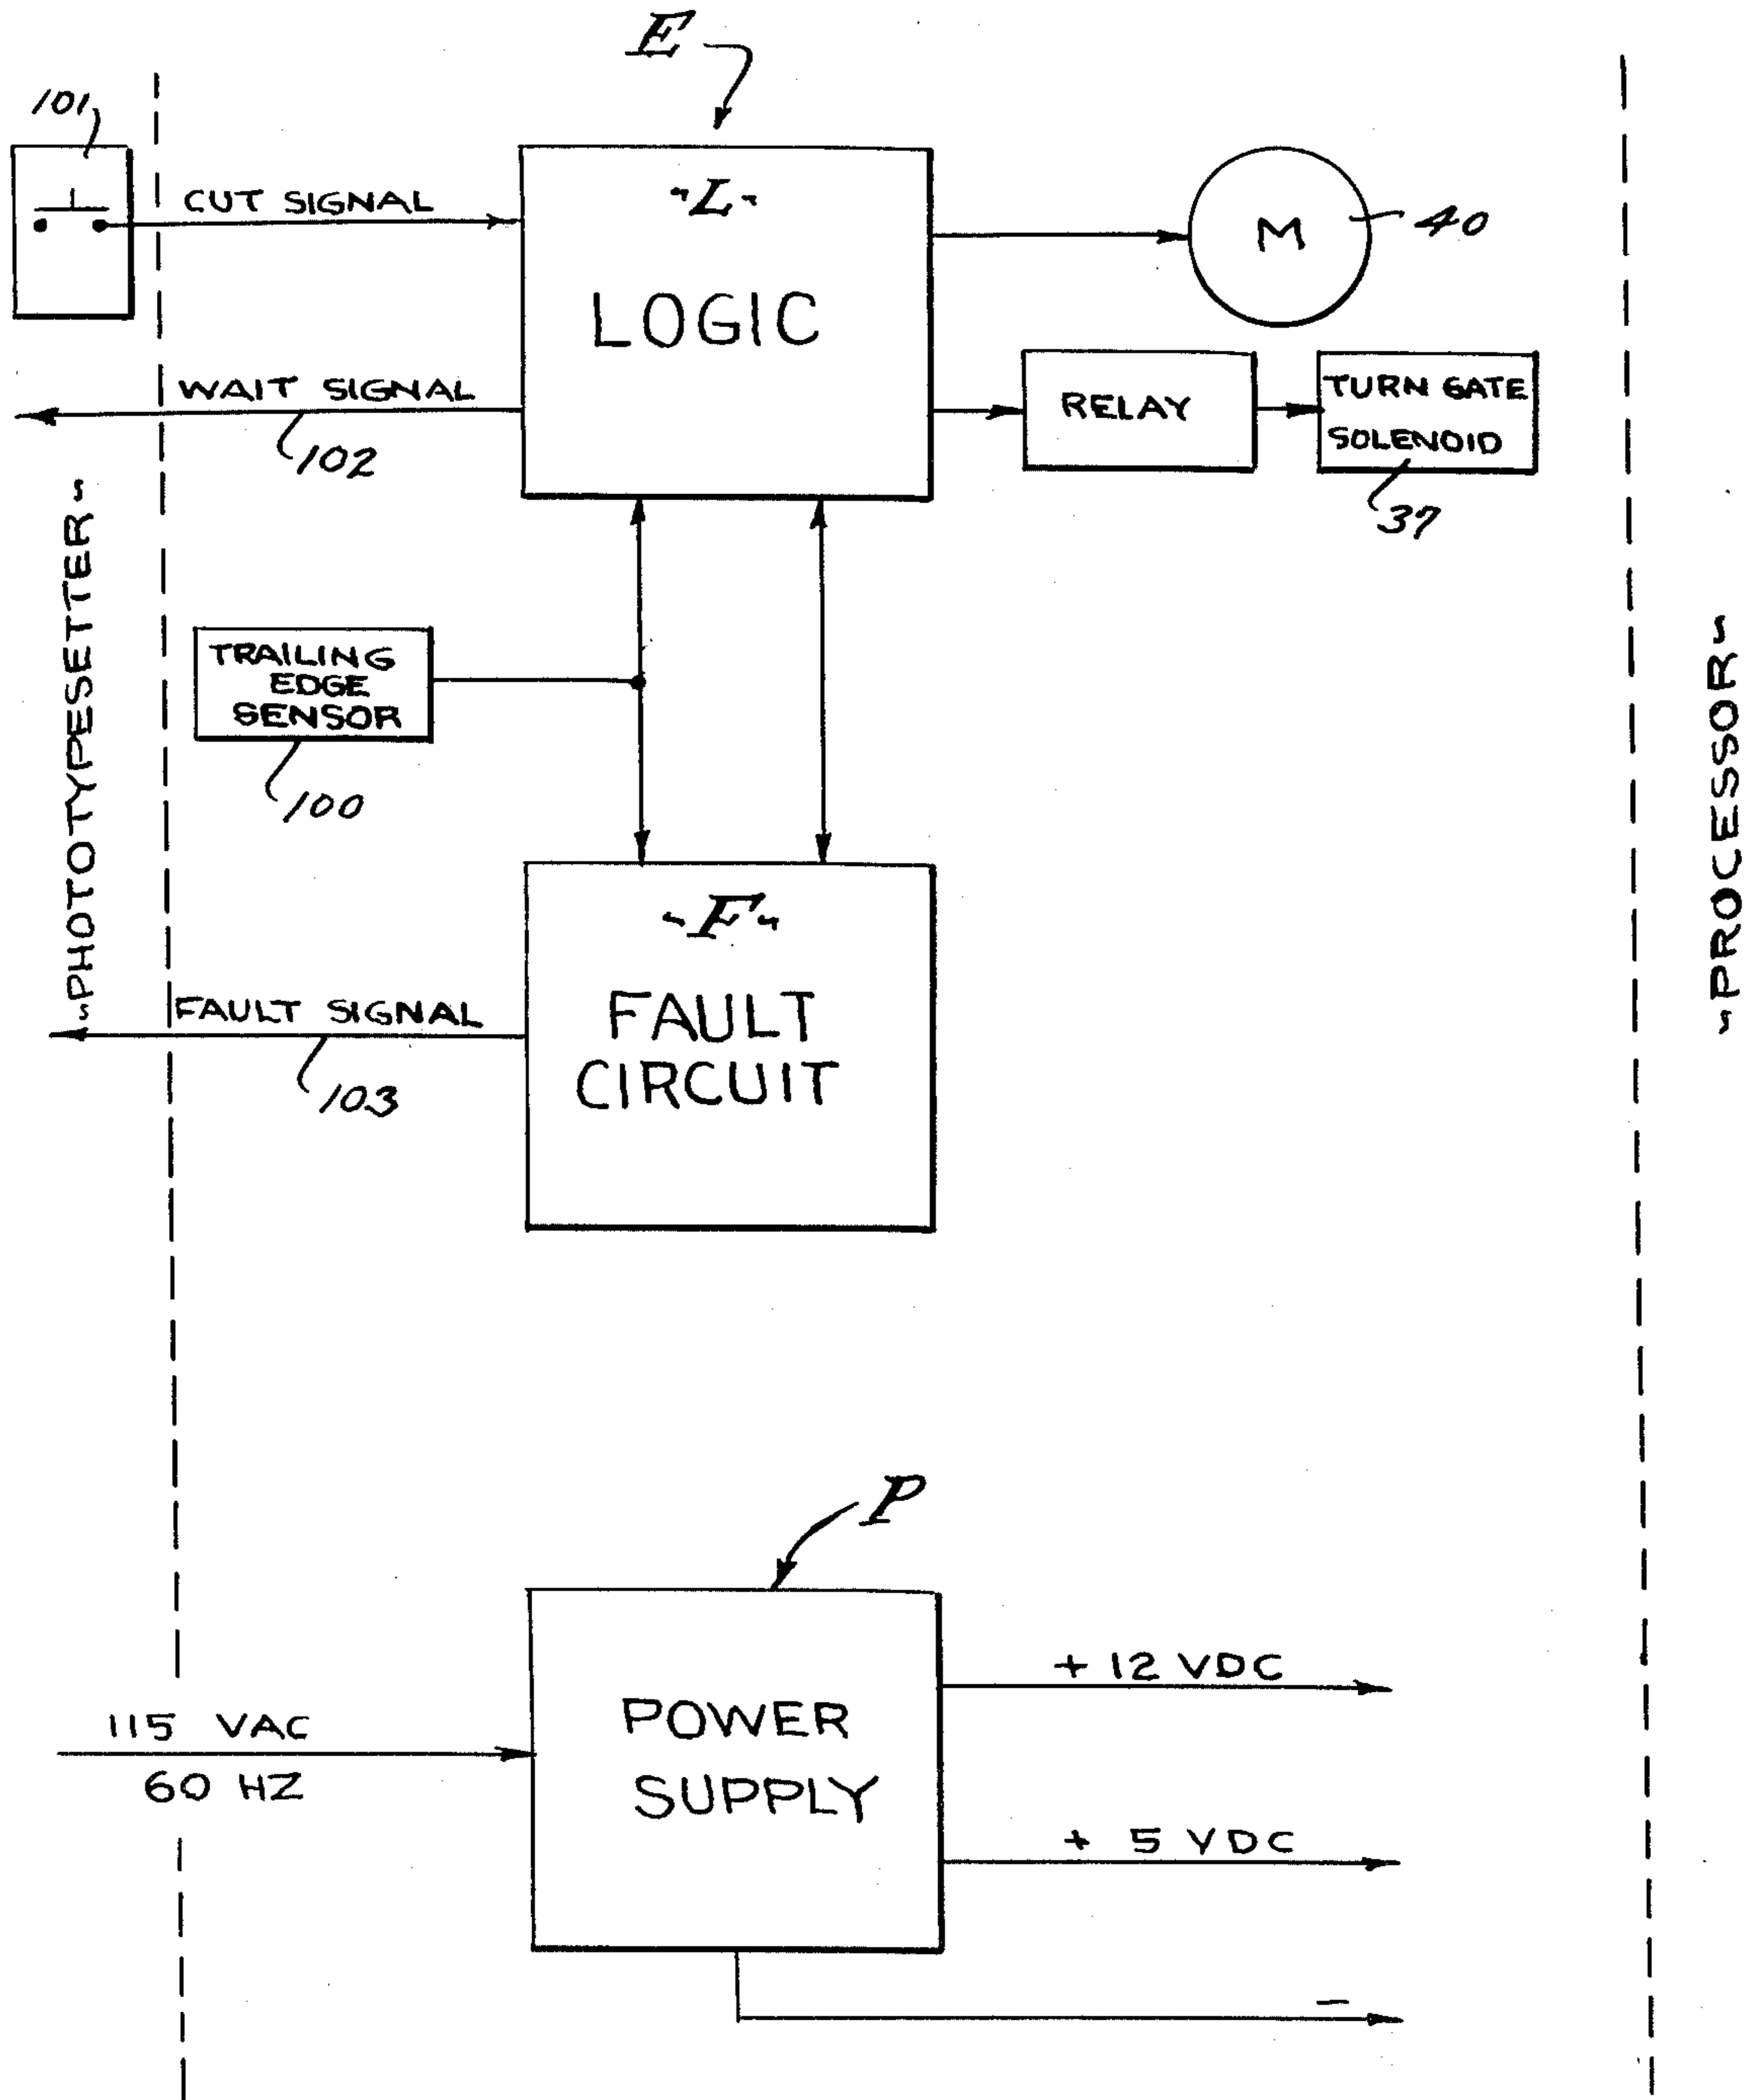 E
101
CUT SIGNAL
"L"
LOGIC
M
40
WAIT SIGNAL
102
RELAY
TURN GATE
SOLENOID
37
"PHOTOTYPESETTER"
TRAILING
EDGE
SENSOR
100
"PROCESSOR"
"F"
FAULT
CIRCUIT
FAULT SIGNAL
103
P
POWER
SUPPLY
115 VAC
60 HZ
+ 12 VDC
+ 5 VDC
−